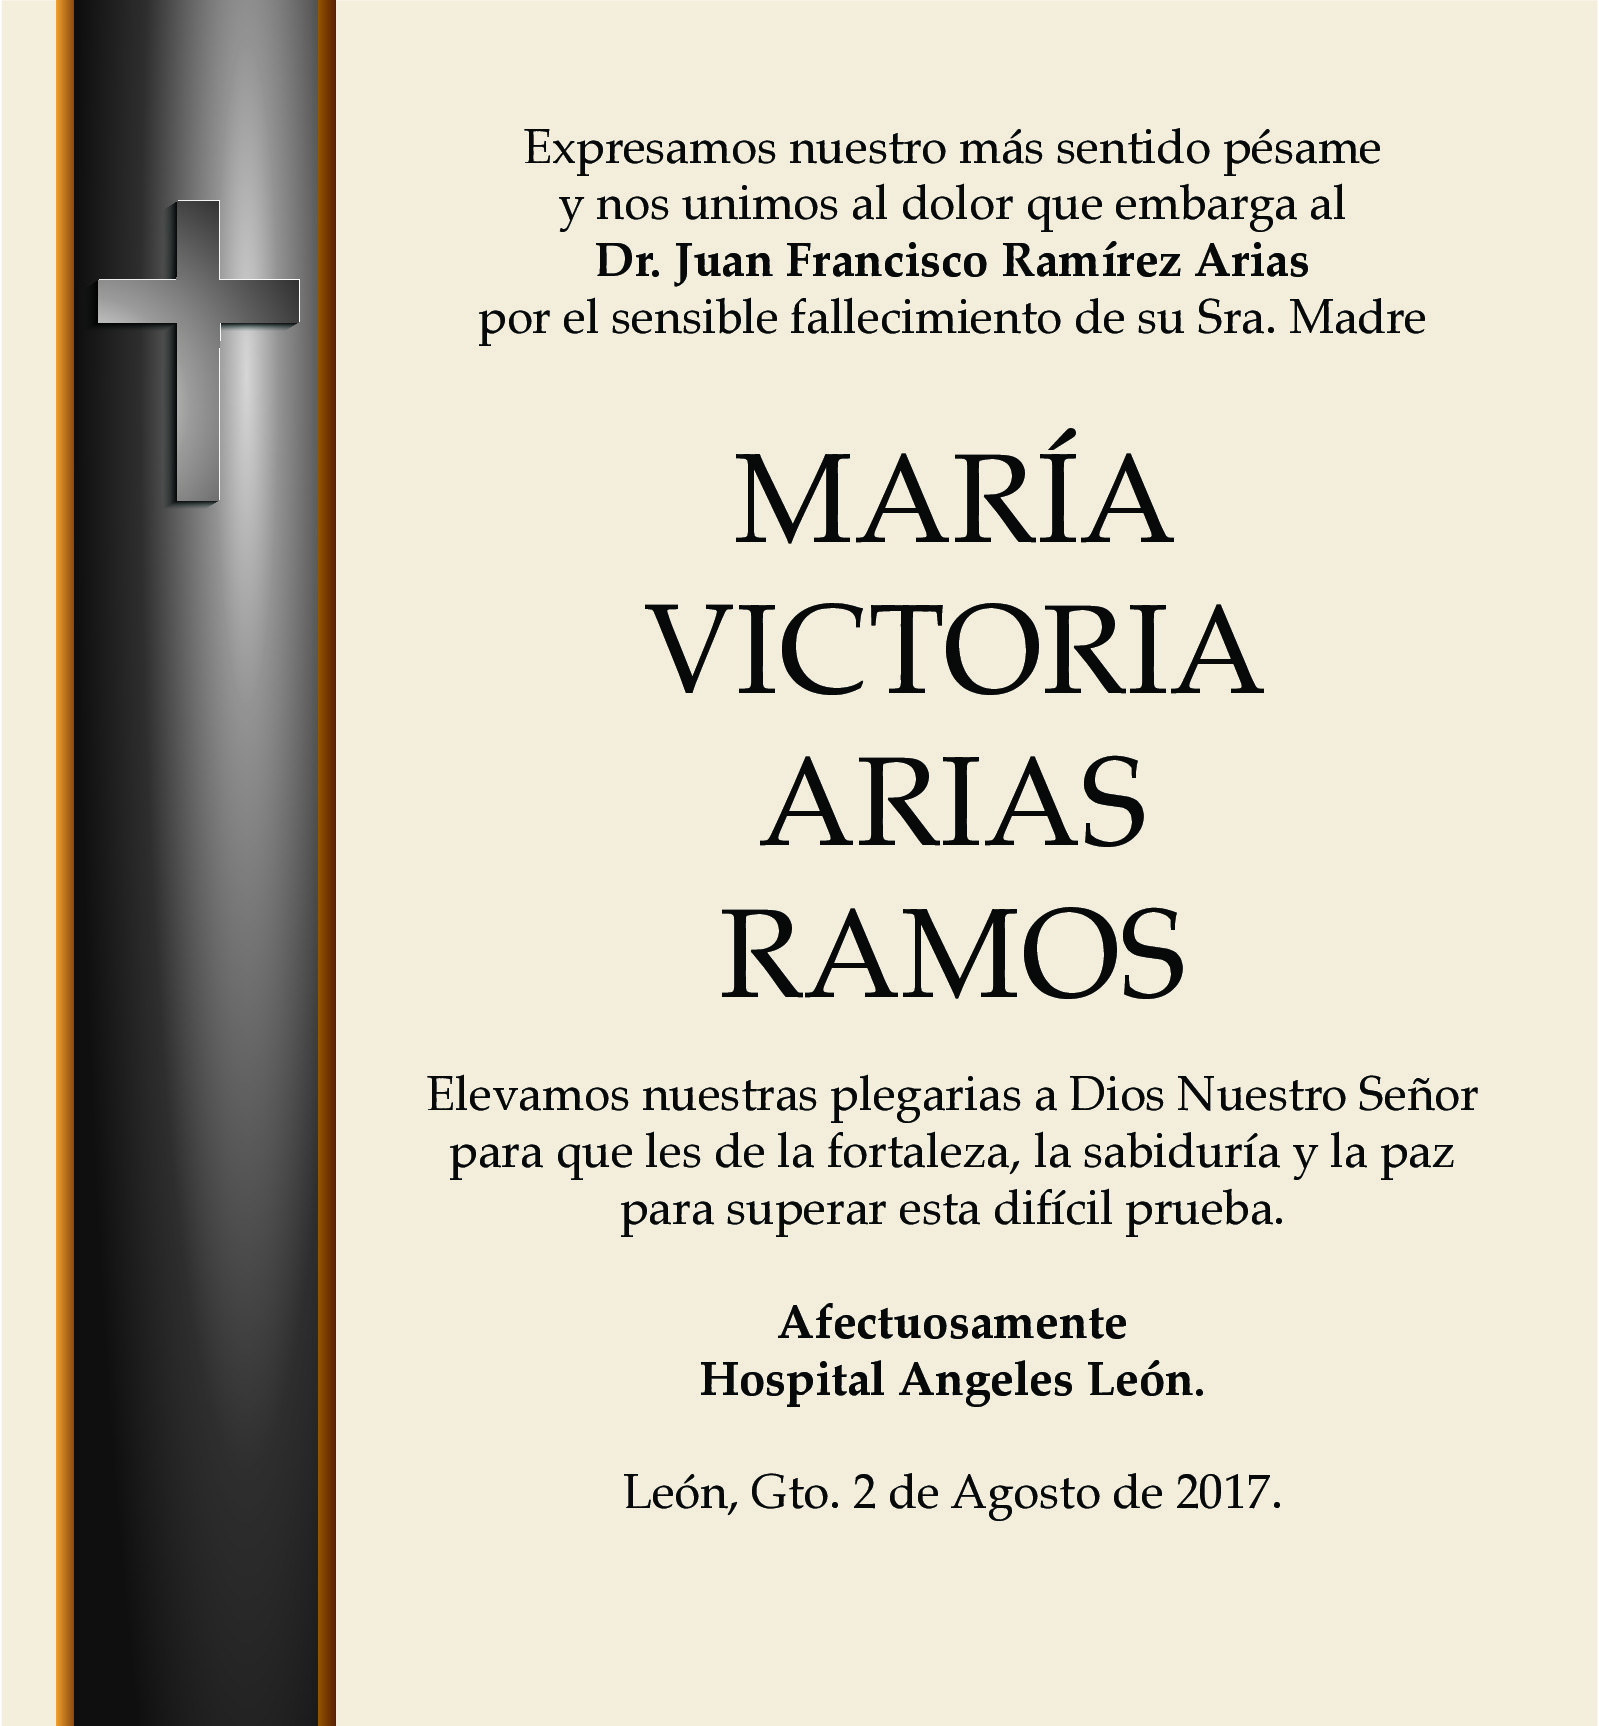 Expresamos nuestro más sentido pésame
y nos unimos al dolor que embarga al
Dr. Juan Francisco Ramírez Arias
por el sensible fallecimiento de su Sra. Madre
MARÍA
VICTORIA
ARIAS
RAMOS
Elevamos nuestras plegarias a Dios Nuestro Señor
para que les de la fortaleza, la sabiduría y la paz
para superar esta difícil prueba.
Afectuosamente
Hospital Angeles León.
León, Gto. 2 de Agosto de 2017.